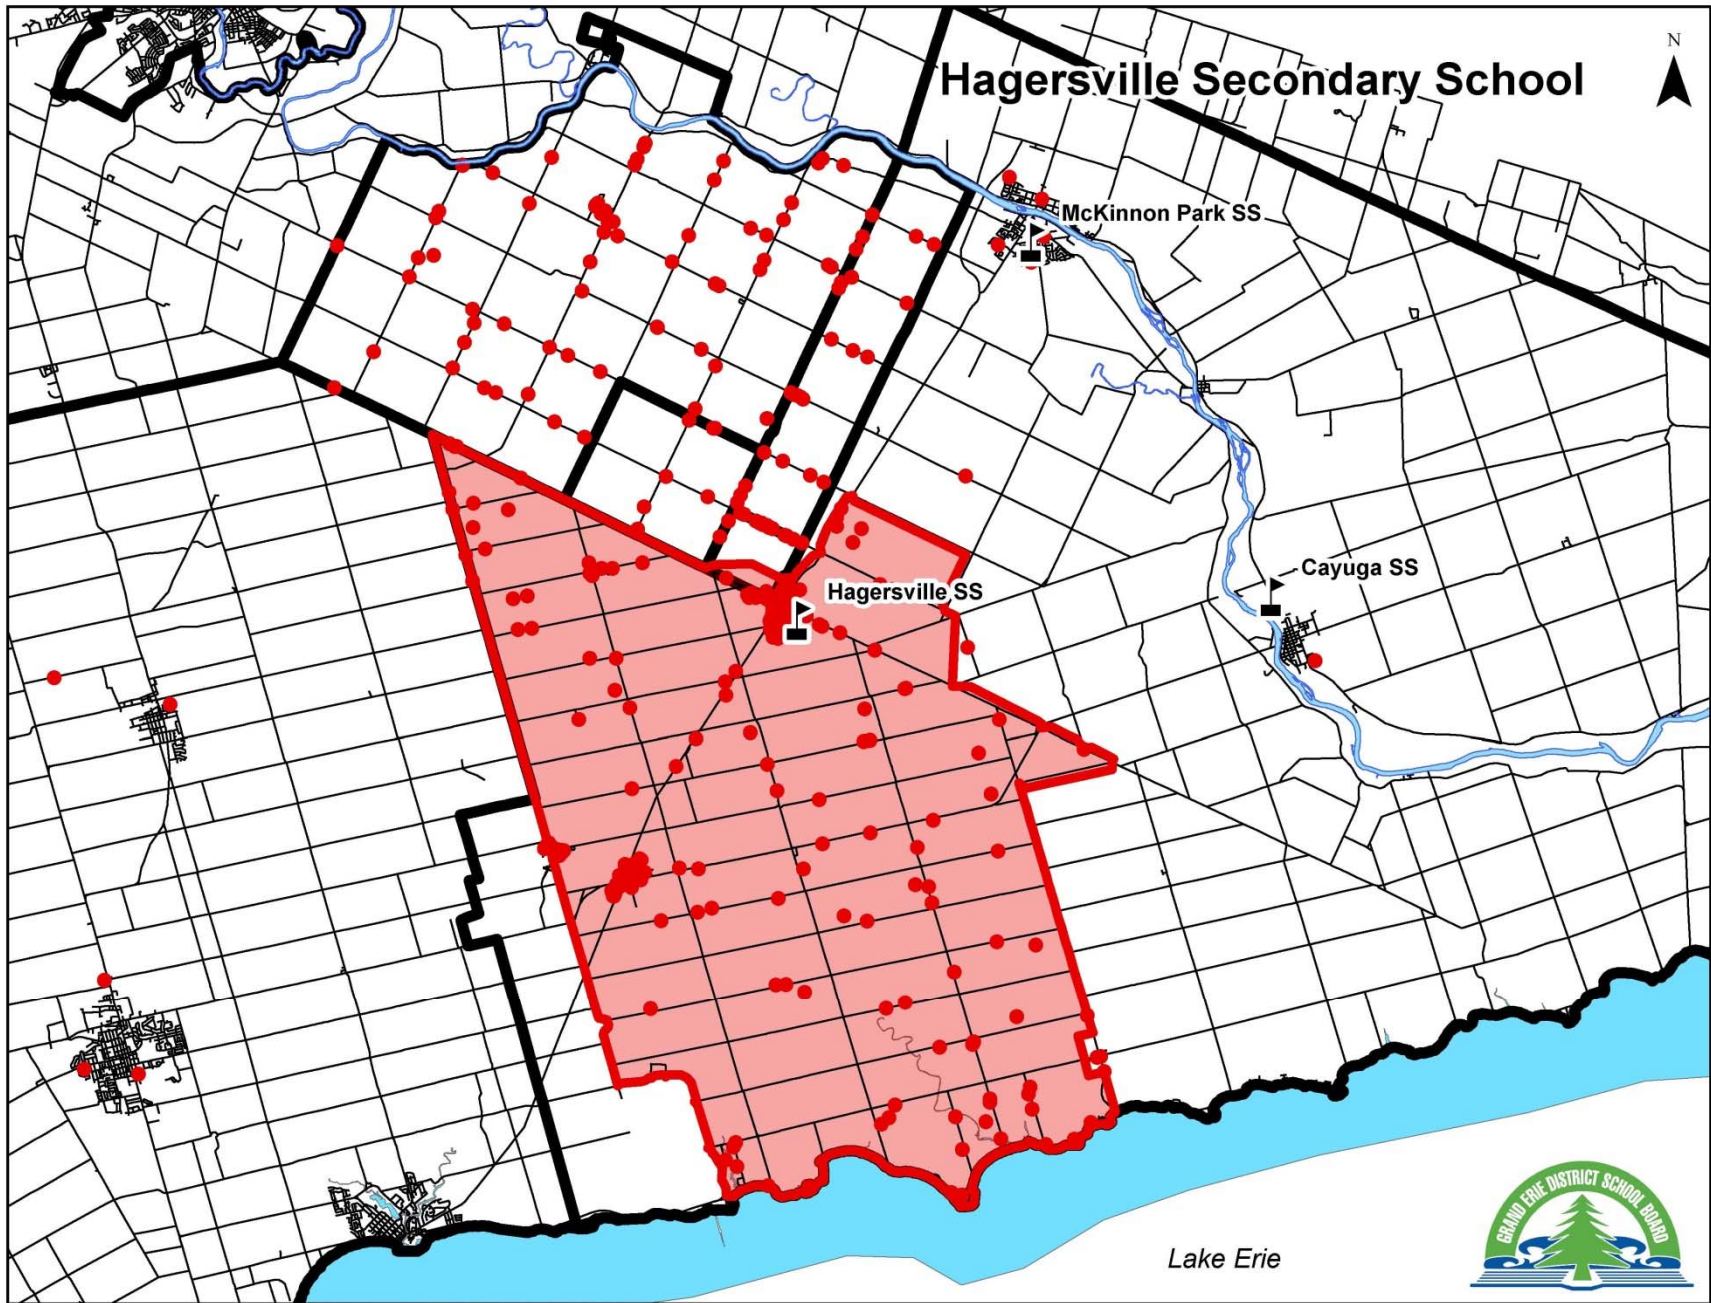 N
Hagersville Secondary School
McKinnon Park SS
Cayuga SS
Hagersville SS
Lake Erie
GRAND ERIE DISTRICT SCHOOL BOARD